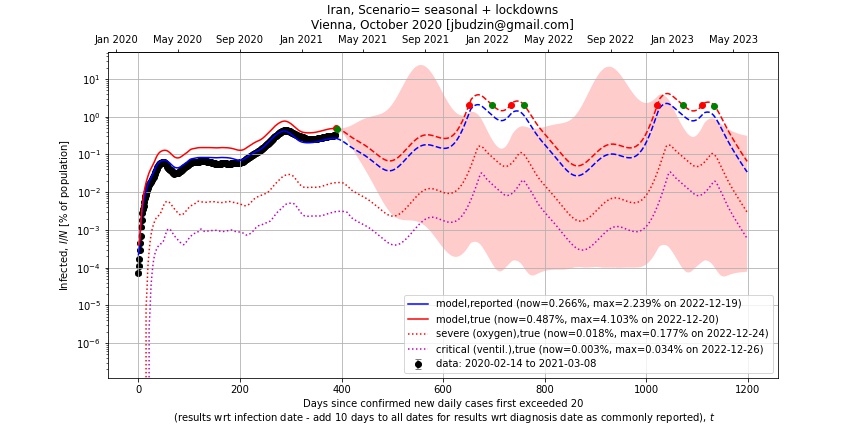 Iran, Scenario= seasonal + lockdowns
Vienna, October 2020 [jbudzin@gmail.com]
Jan 2020 May 2020 Sep 2020 Jan 2021 May 2021 Sep 2021 Jan 2022 May 2022 Sep 2022 Jan 2023 May 2023
10¹
10⁰
10⁻¹
10⁻²
10⁻³
10⁻⁴
10⁻⁵
10⁻⁶
Infected, I/N [% of population]
model,reported (now=0.266%, max=2.239% on 2022-12-19)
model,true (now=0.487%, max=4.103% on 2022-12-20)
severe (oxygen),true (now=0.018%, max=0.177% on 2022-12-24)
critical (ventil.),true (now=0.003%, max=0.034% on 2022-12-26)
data: 2020-02-14 to 2021-03-08
0 200 400 600 800 1000 1200
Days since confirmed new daily cases first exceeded 20
(results wrt infection date - add 10 days to all dates for results wrt diagnosis date as commonly reported), t